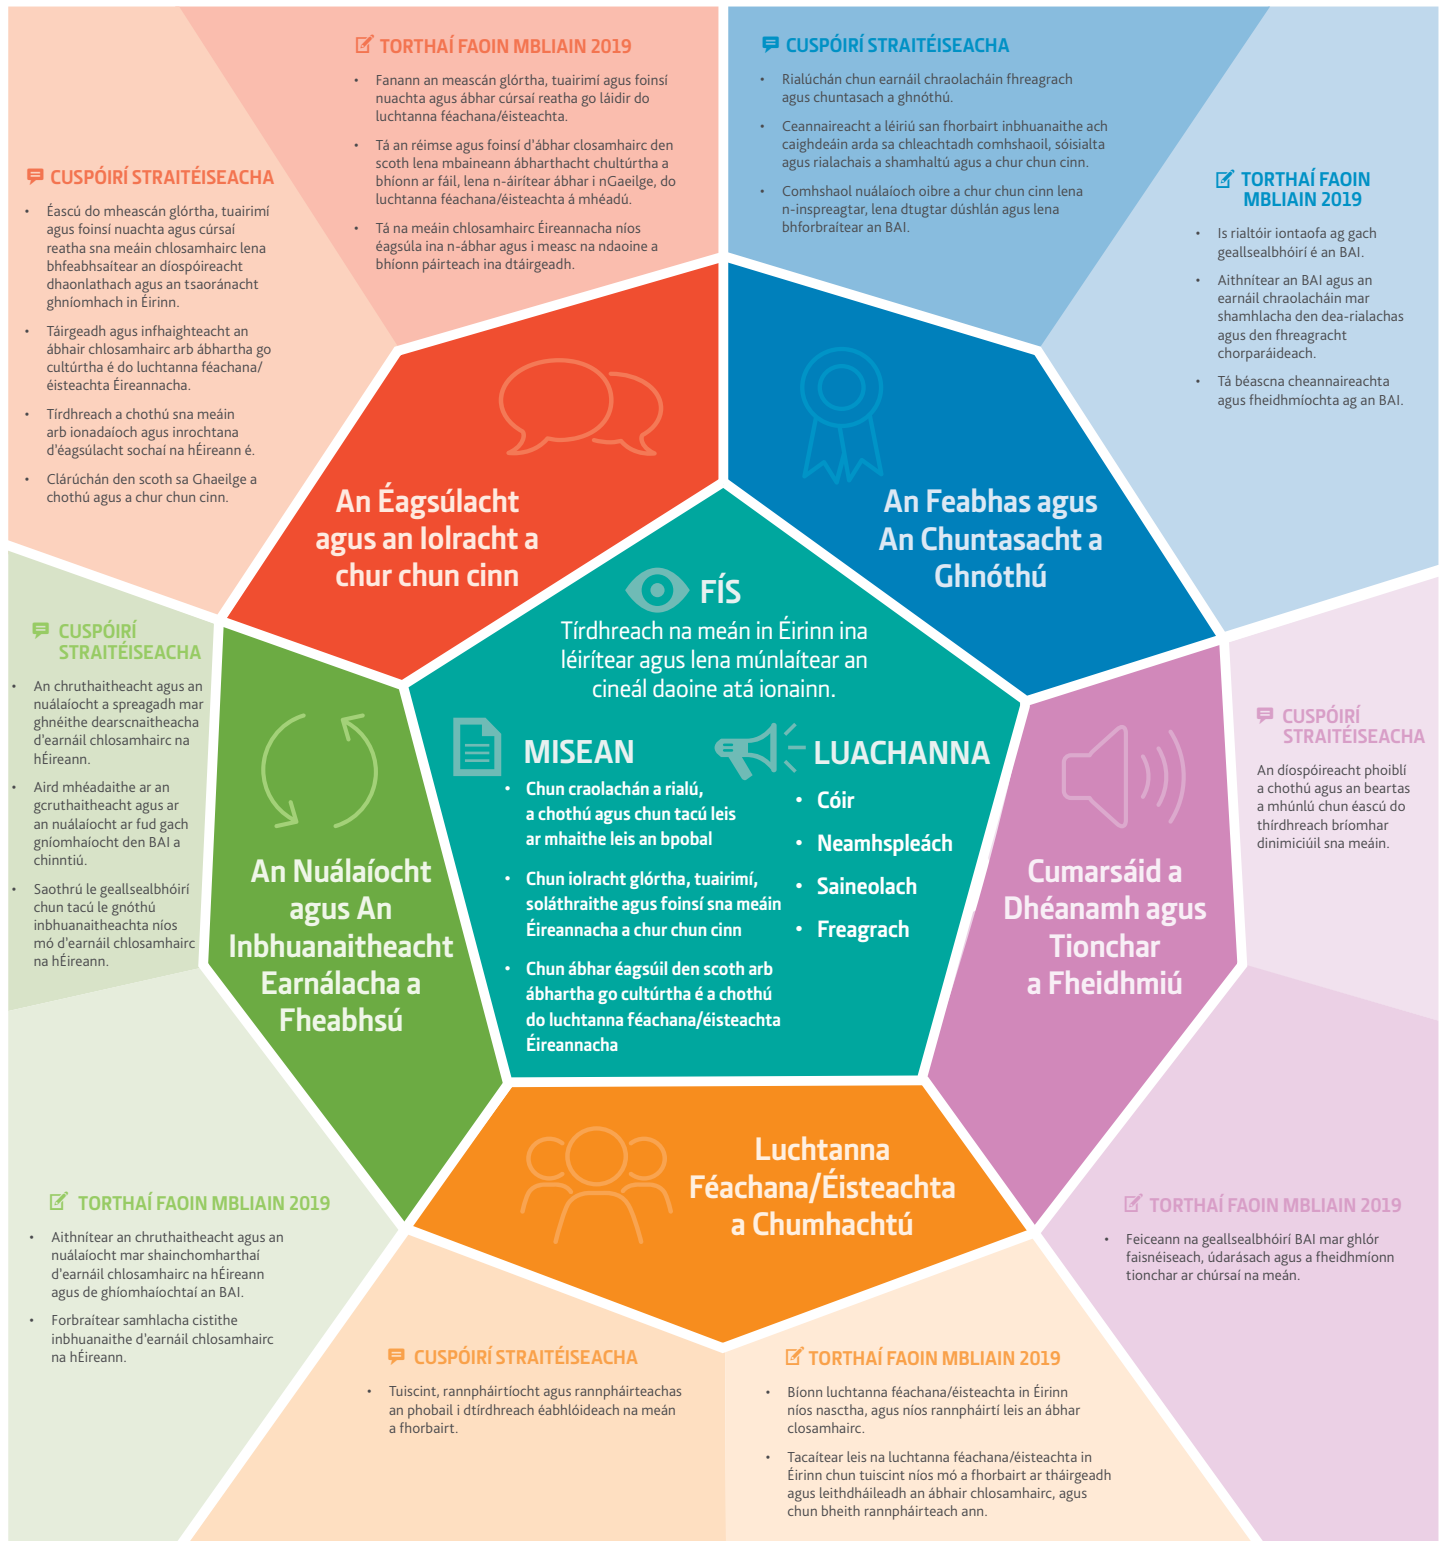 TORTHAÍ FAOIN MBLIAIN 2019
• Fanann an meascán glórtha, tuairimí agus foinsí
nuachta agus ábhar cúrsaí reatha go láidir do
luchtanna féachana/éisteachta.
• Tá an réimse agus foinsí d'ábhar closamhairc den
scoth lena mbaineann ábharthacht chultúrtha a
bhíonn ar fáil, lena n-áirítear ábhar i nGaeilge, do
luchtanna féachana/éisteachta á mhéadú.
• Tá na meáin chlosamhairc Éireannacha níos
éagsúla ina n-ábhar agus i measc na ndaoine a
bhíonn páirteach ina dtáirgeadh.
CUSPÓIRÍ STRAITÉISEACHA
• Éascú do mheascán glórtha, tuairimí
agus foinsí nuachta agus cúrsaí
reatha sna meáin chlosamhairc lena
bhfeabhsaítear an díospóireacht
dhaonlathach agus an tsaoránacht
ghníomhach in Éirinn.
• Táirgeadh agus infhaighteacht an
ábhair chlosamhairc arb ábhartha go
cultúrtha é do luchtanna féachana/
éisteachta Éireannacha.
• Tírdhreach a chothú sna meáin
arb ionadaíoch agus inrochtana
d'éagsúlacht sochaí na hÉireann é.
• Clárúchán den scoth sa Ghaeilge a
chothú agus a chur chun cinn.
An Éagsúlacht
agus an Iolracht a
chur chun cinn
CUSPÓIRÍ STRAITÉISEACHA
• Rialúchán chun earnáil chraolacháin fhreagrach
agus chuntasach a ghnóthú.
• Ceannaireacht a léiriú san fhorbairt inbhuanaithe ach
caighdeáin arda sa chleachtadh comhshaoil, sóisialta
agus rialachais a shamhaltú agus a chur chun cinn.
• Comhshaol nuálaíoch oibre a chur chun cinn lena
n-inspreagtar, lena dtugtar dúshlán agus lena
bhforbraítear an BAI.
TORTHAÍ FAOIN
MBLIAIN 2019
• Is rialtóir iontaofa ag gach
geallsealbhóirí é an BAI.
• Aithnítear an BAI agus an
earnáil chraolacháin mar
shamhlacha den dea-rialachas
agus den fhreagracht
chorparáideach.
• Tá béascna cheannaireachta
agus fheidhmíochta ag an BAI.
An Feabhas agus
An Chuntasacht a
Ghnóthú
FÍS
Tírdhreach na meán in Éirinn ina
léirítear agus lena múnlaítear an
cineál daoine atá ionainn.
MISEAN
• Chun craolachán a rialú,
a chothú agus chun tacú leis
ar mhaithe leis an bpobal
• Chun iolracht glórtha, tuairimí,
soláthraithe agus foinsí sna meáin
Éireannacha a chur chun cinn
• Chun ábhar éagsúil den scoth arb
ábhartha go cultúrtha é a chothú
do luchtanna féachana/éisteachta
Éireannacha
LUACHANNA
• Cóir
• Neamhspleách
• Saineolach
• Freagrach
CUSPÓIRÍ
STRAITÉISEACHA
• An chruthaitheacht agus an
nuálaíocht a spreagadh mar
ghnéithe dearscnaitheacha
d'earnáil chlosamhairc na
hÉireann.
• Aird mhéadaithe ar an
gcruthaitheacht agus ar
an nuálaíocht ar fud gach
gníomhaíocht den BAI a
chinntiú.
• Saothrú le geallsealbhóirí
chun tacú le gnóthú
inbhuanaitheachta níos
mó d'earnáil chlosamhairc
na hÉireann.
An Nuálaíocht
agus An
Inbhuanaitheacht
Earnálacha a
Fheabhsú
TORTHAÍ FAOIN MBLIAIN 2019
• Aithnítear an chruthaitheacht agus an
nuálaíocht mar shainchomharthaí
d'earnáil chlosamhairc na hÉireann
agus de ghíomhaíochtaí an BAI.
• Forbraítear samhlacha cistithe
inbhuanaithe d'earnáil chlosamhairc
na hÉireann.
CUSPÓIRÍ
STRAITÉISEACHA
An díospóireacht phoiblí
a chothú agus an beartas
a mhúnlú chun éascú do
thírdhreach bríomhar
dinimiciúil sna meáin.
Cumarsáid a
Dhéanamh agus
Tionchar
a Fheidhmiú
TORTHAÍ FAOIN MBLIAIN 2019
• Feiceann na geallsealbhóirí BAI mar ghlór
faisnéiseach, údarásach agus a fheidhmíonn
tionchar ar chúrsaí na meán.
Luchtanna
Féachana/Éisteachta
a Chumhachtú
CUSPÓIRÍ STRAITÉISEACHA
• Tuiscint, rannpháirtíocht agus rannpháirteachas
an phobail i dtírdhreach éabhlóideach na meán
a fhorbairt.
TORTHAÍ FAOIN MBLIAIN 2019
• Bíonn luchtanna féachana/éisteachta in Éirinn
níos nasctha, agus níos rannpháirtí leis an ábhar
closamhairc.
• Tacaítear leis na luchtanna féachana/éisteachta in
Éirinn chun tuiscint níos mó a fhorbairt ar tháirgeadh
agus leithdháileadh an ábhair chlosamhairc, agus
chun bheith rannpháirteach ann.